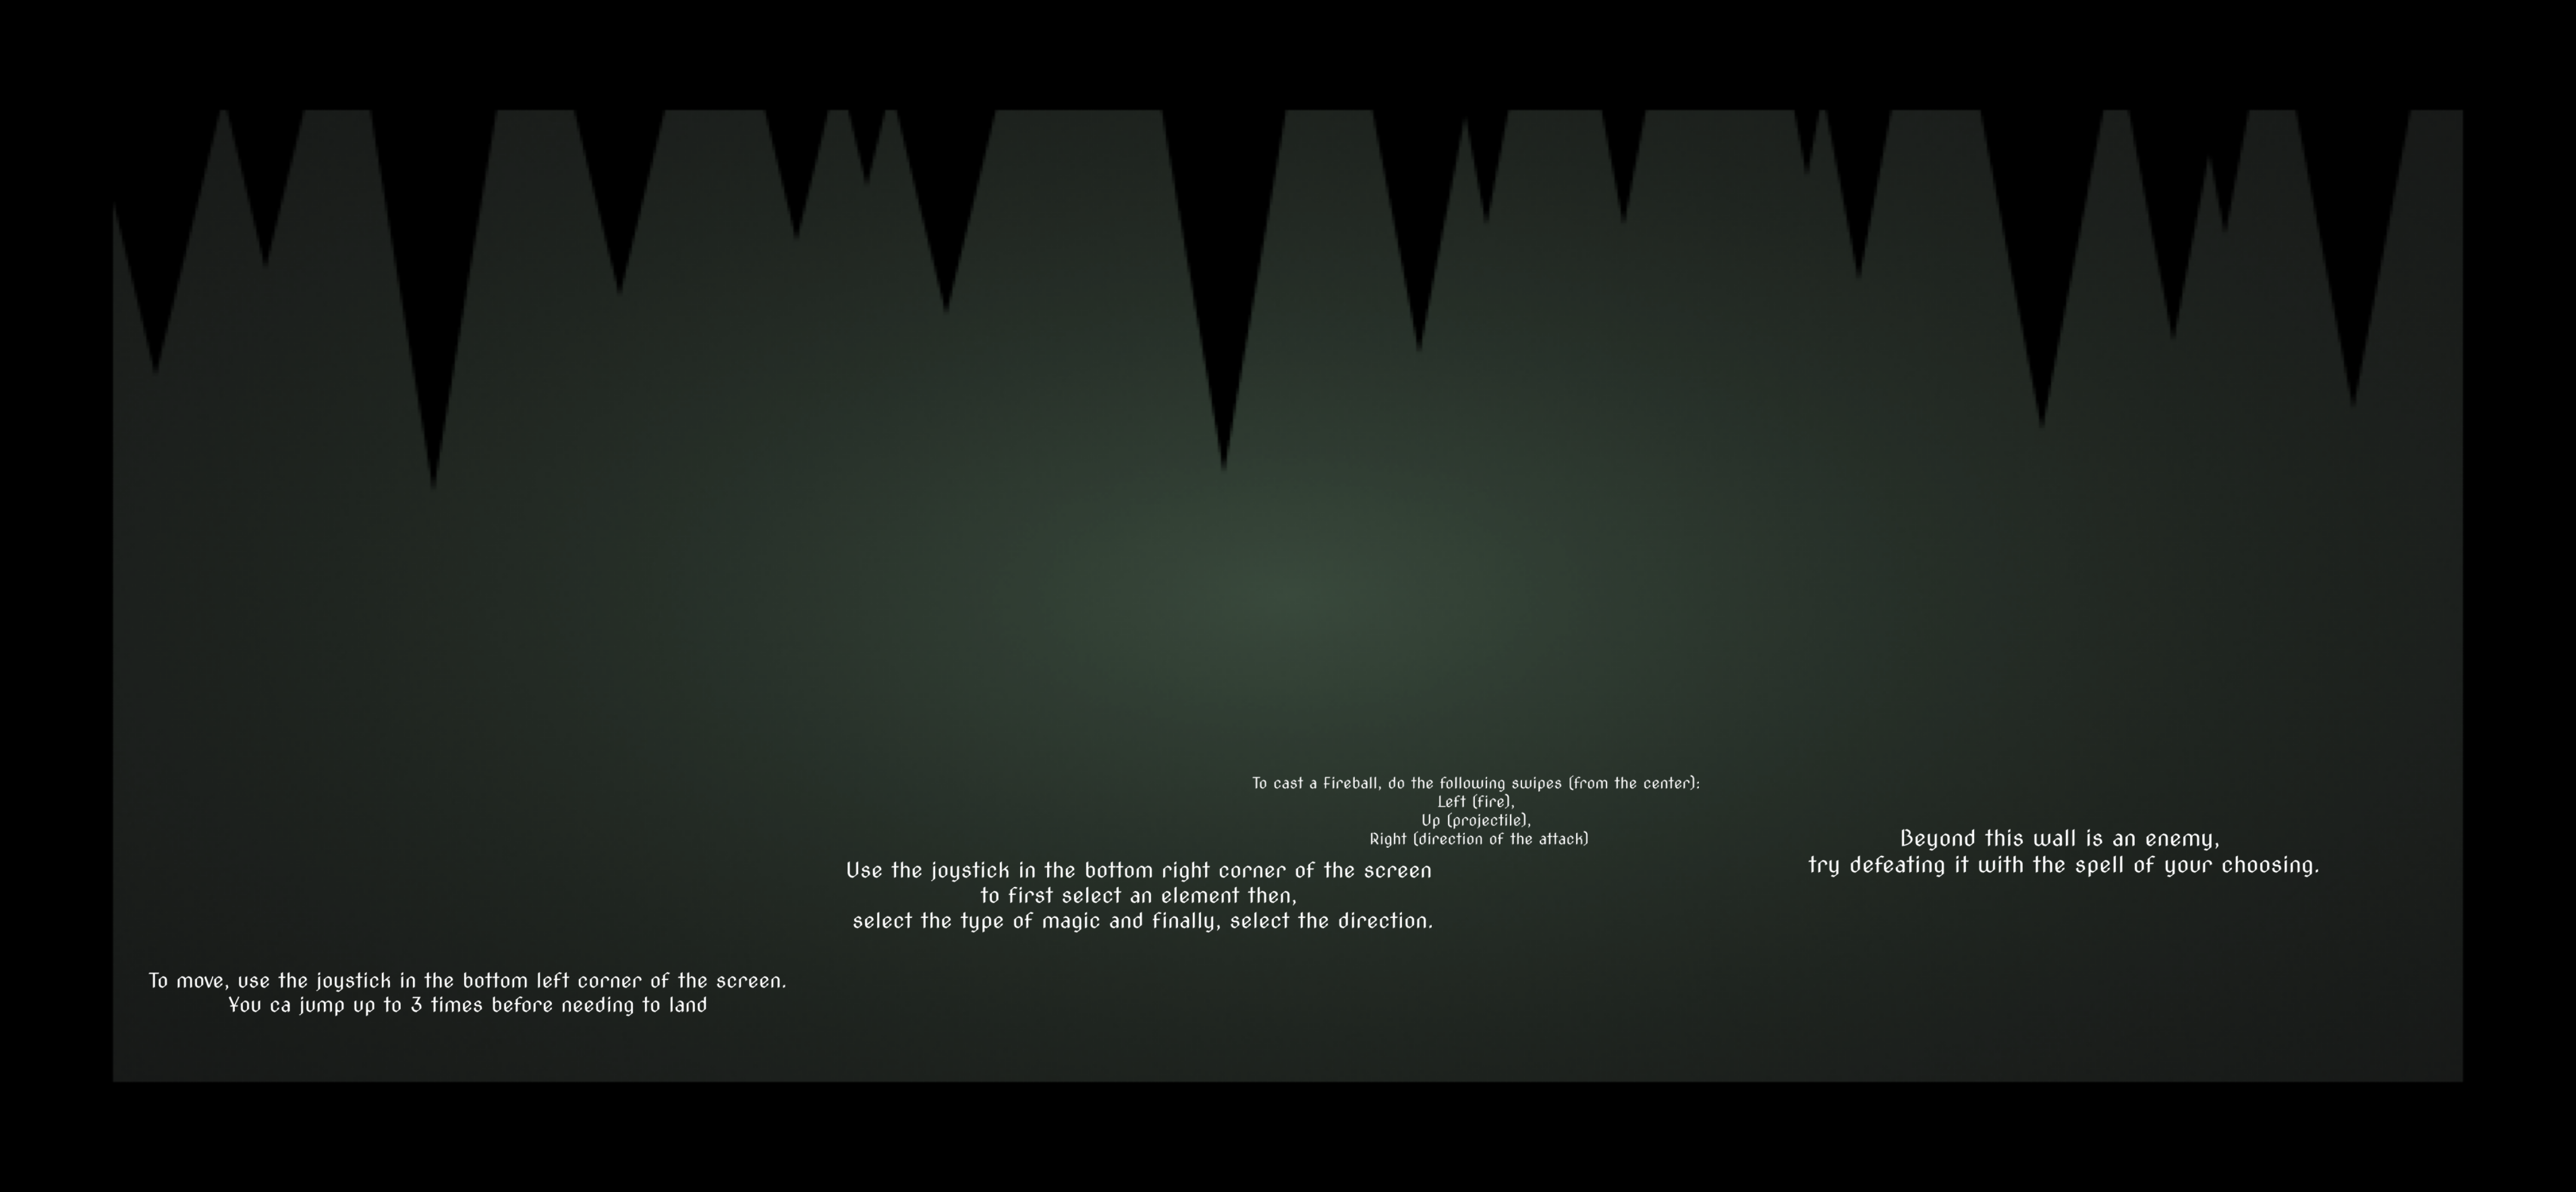 To move, use the joystick in the bottom left corner of the screen.
You ca jump up to 3 times before needing to land
Use the joystick in the bottom right corner of the screen
to first select an element then,
select the type of magic and finally, select the direction.
To cast a Fireball, do the following swipes (from the center):
Left (fire),
Up (projectile),
Right (direction of the attack)
Beyond this wall is an enemy,
try defeating it with the spell of your choosing.